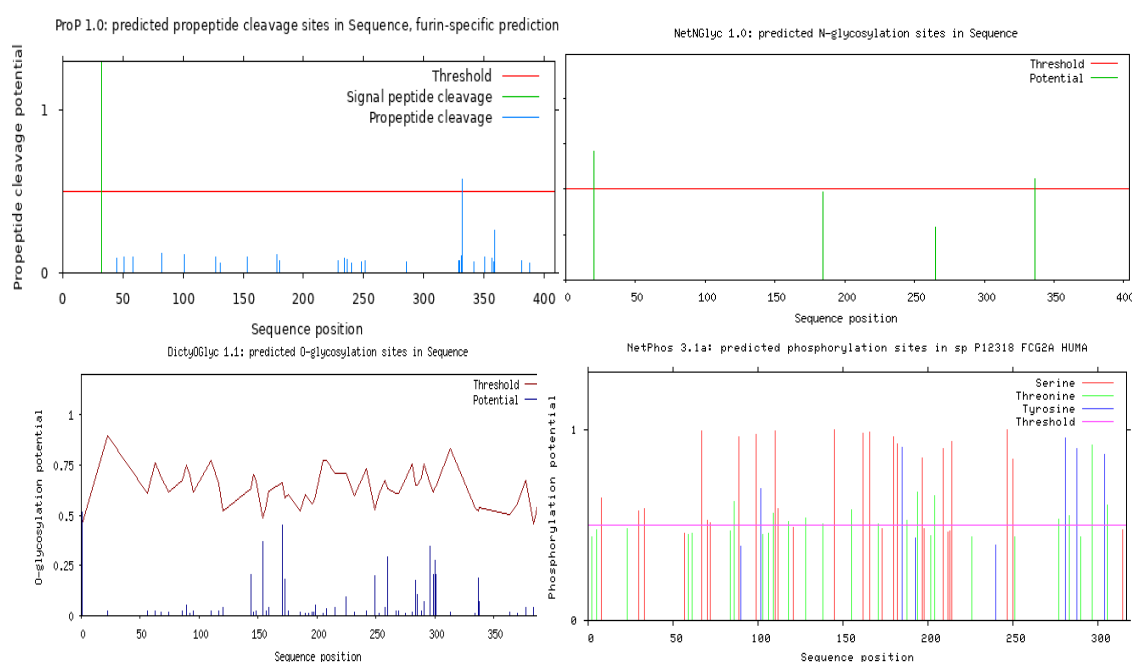 ProP 1.0: predicted propeptide cleavage sites in Sequence, furin-specific prediction
Propeptide cleavage potential
Threshold
Signal peptide cleavage
Propeptide cleavage
1
0
0 50 100 150 200 250 300 350 400
Sequence position
NetNGlyc 1.0: predicted N-glycosylation sites in Sequence
Threshold
Potential
0 50 100 150 200 250 300 350 400
Sequence position
DictyOGlyc 1.1: predicted O-glycosylation sites in Sequence
O-glycosylation potential
Threshold
Potential
1
0.75
0.5
0.25
0
0 50 100 150 200 250 300 350
Sequence position
NetPhos 3.1a: predicted phosphorylation sites in sp P12318 FCG2A HUMA
Phosphorylation potential
Serine
Threonine
Tyrosine
Threshold
1
0
0 50 100 150 200 250 300
Sequence position